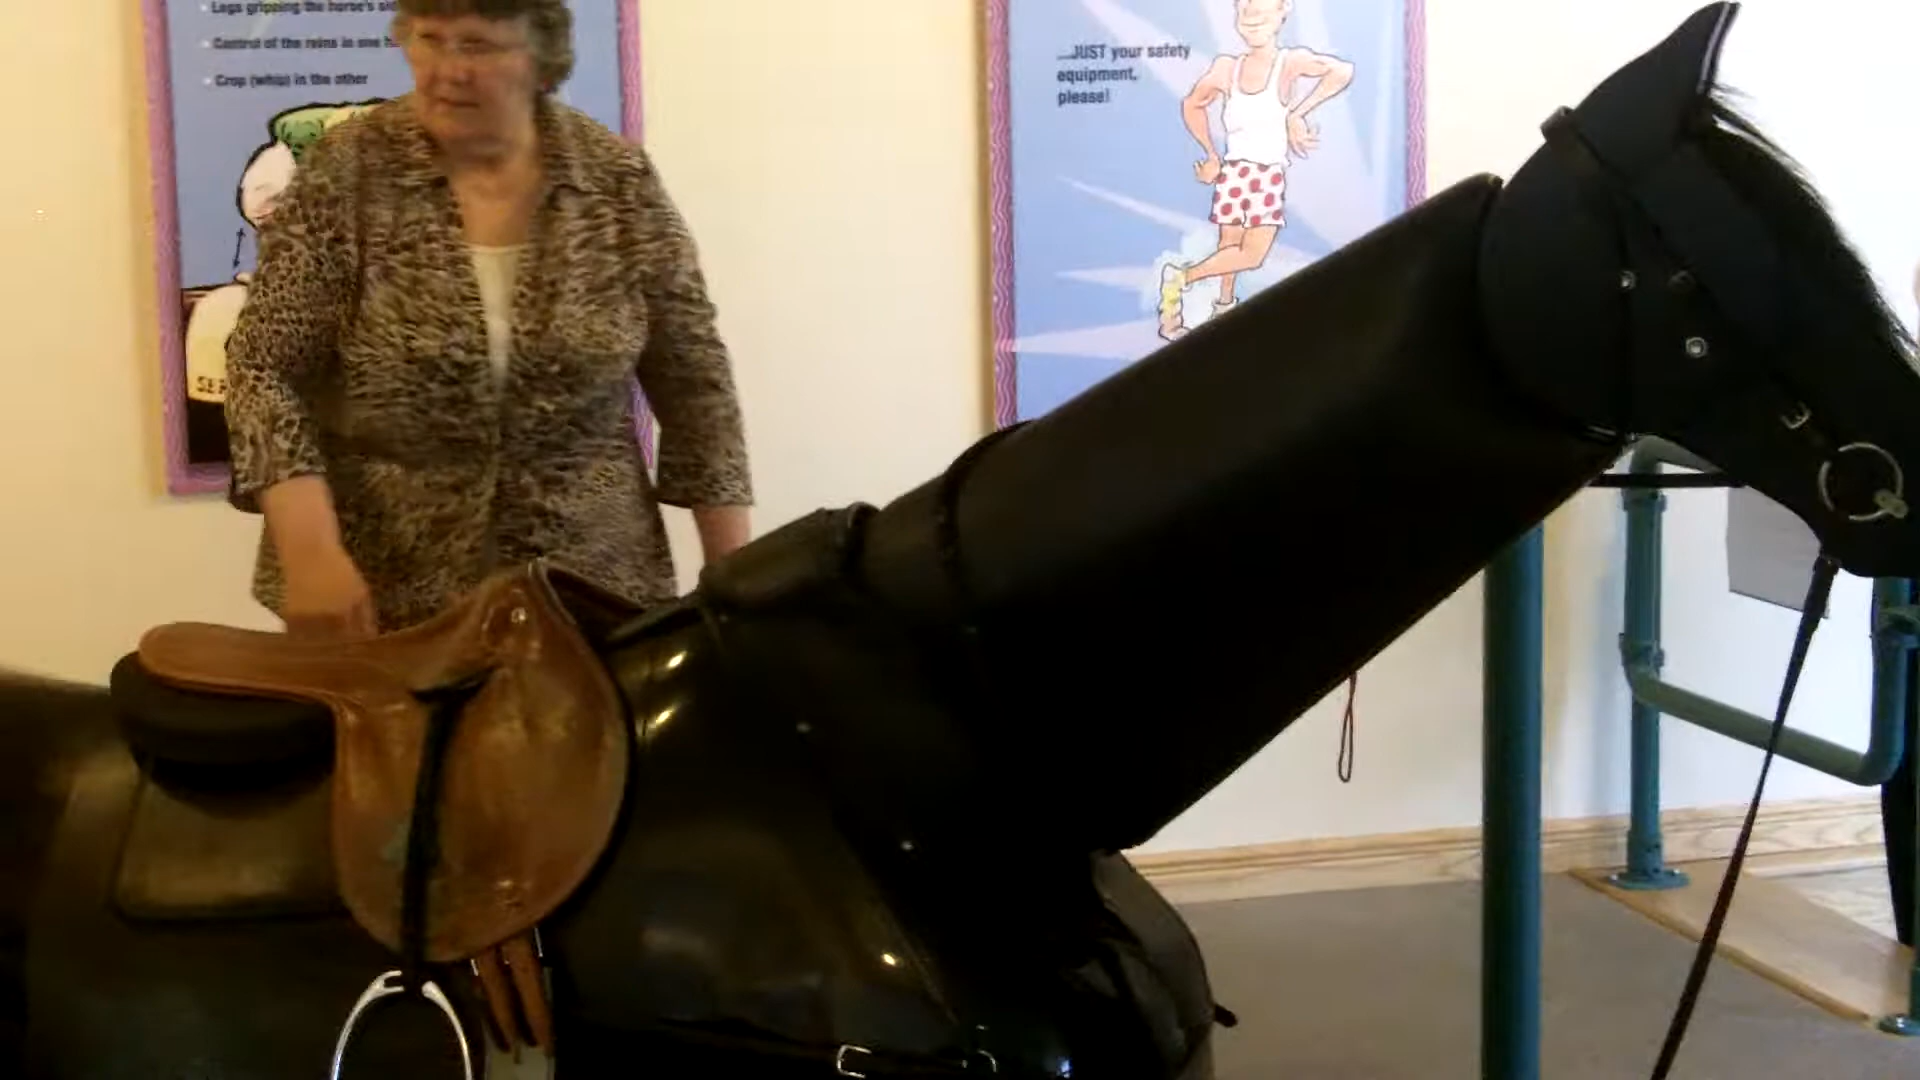 • Legs gripping the horse's
• Control of the reins in one
• Crop (whip) in the other
...JUST your safety
equipment,
please!